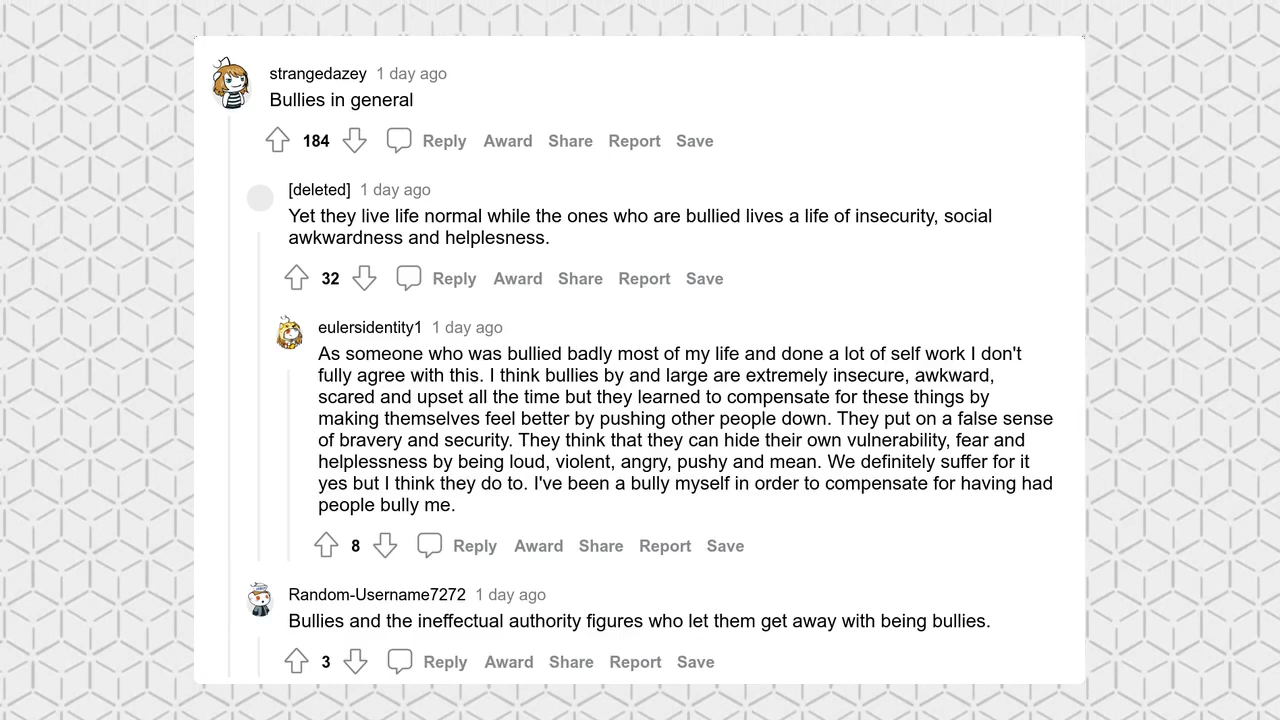 strangedazey 1 day ago
Bullies in general
184 Reply Award Share Report Save
[deleted] 1 day ago
Yet they live life normal while the ones who are bullied lives a life of insecurity, social
awkwardness and helplesness.
32 Reply Award Share Report Save
eulersidentity1 1 day ago
As someone who was bullied badly most of my life and done a lot of self work I don't
fully agree with this. I think bullies by and large are extremely insecure, awkward,
scared and upset all the time but they learned to compensate for these things by
making themselves feel better by pushing other people down. They put on a false sense
of bravery and security. They think that they can hide their own vulnerability, fear and
helplessness by being loud, violent, angry, pushy and mean. We definitely suffer for it
yes but I think they do to. I've been a bully myself in order to compensate for having had
people bully me.
8 Reply Award Share Report Save
Random-Username7272 1 day ago
Bullies and the ineffectual authority figures who let them get away with being bullies.
3 Reply Award Share Report Save